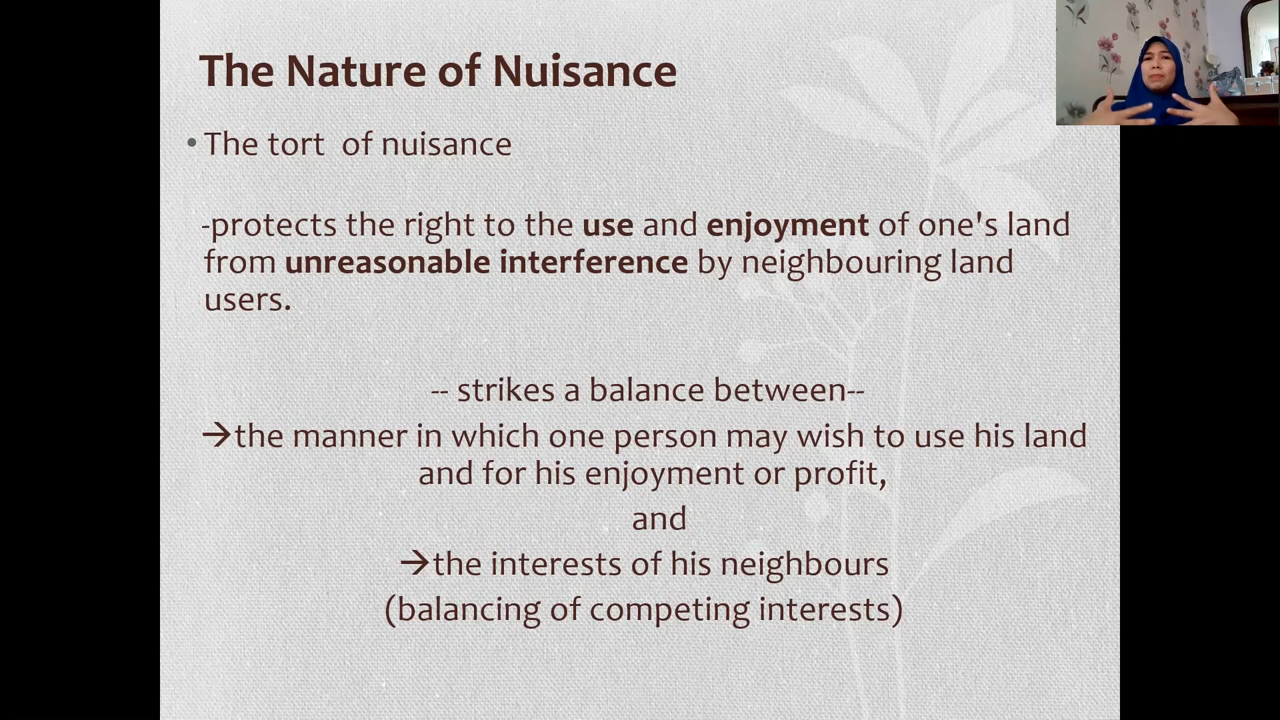 The Nature of Nuisance
• The tort  of nuisance
-protects the right to the use and enjoyment of one's land
from unreasonable interference by neighbouring land
users.
-- strikes a balance between--
→the manner in which one person may wish to use his land
and for his enjoyment or profit,
and
→the interests of his neighbours
(balancing of competing interests)